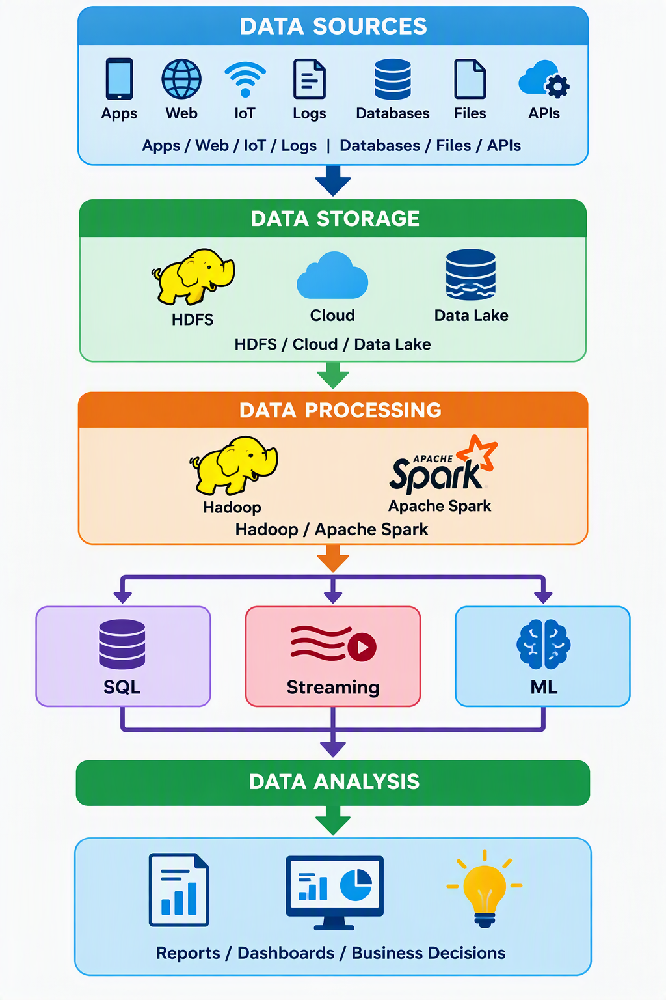 DATA SOURCES
Apps Web IoT Logs Databases Files APIs
Apps / Web / IoT / Logs | Databases / Files / APIs
DATA STORAGE
HDFS Cloud Data Lake
HDFS / Cloud / Data Lake
DATA PROCESSING
APACHE
Spark
Hadoop Apache Spark
Hadoop / Apache Spark
SQL Streaming ML
DATA ANALYSIS
Reports / Dashboards / Business Decisions